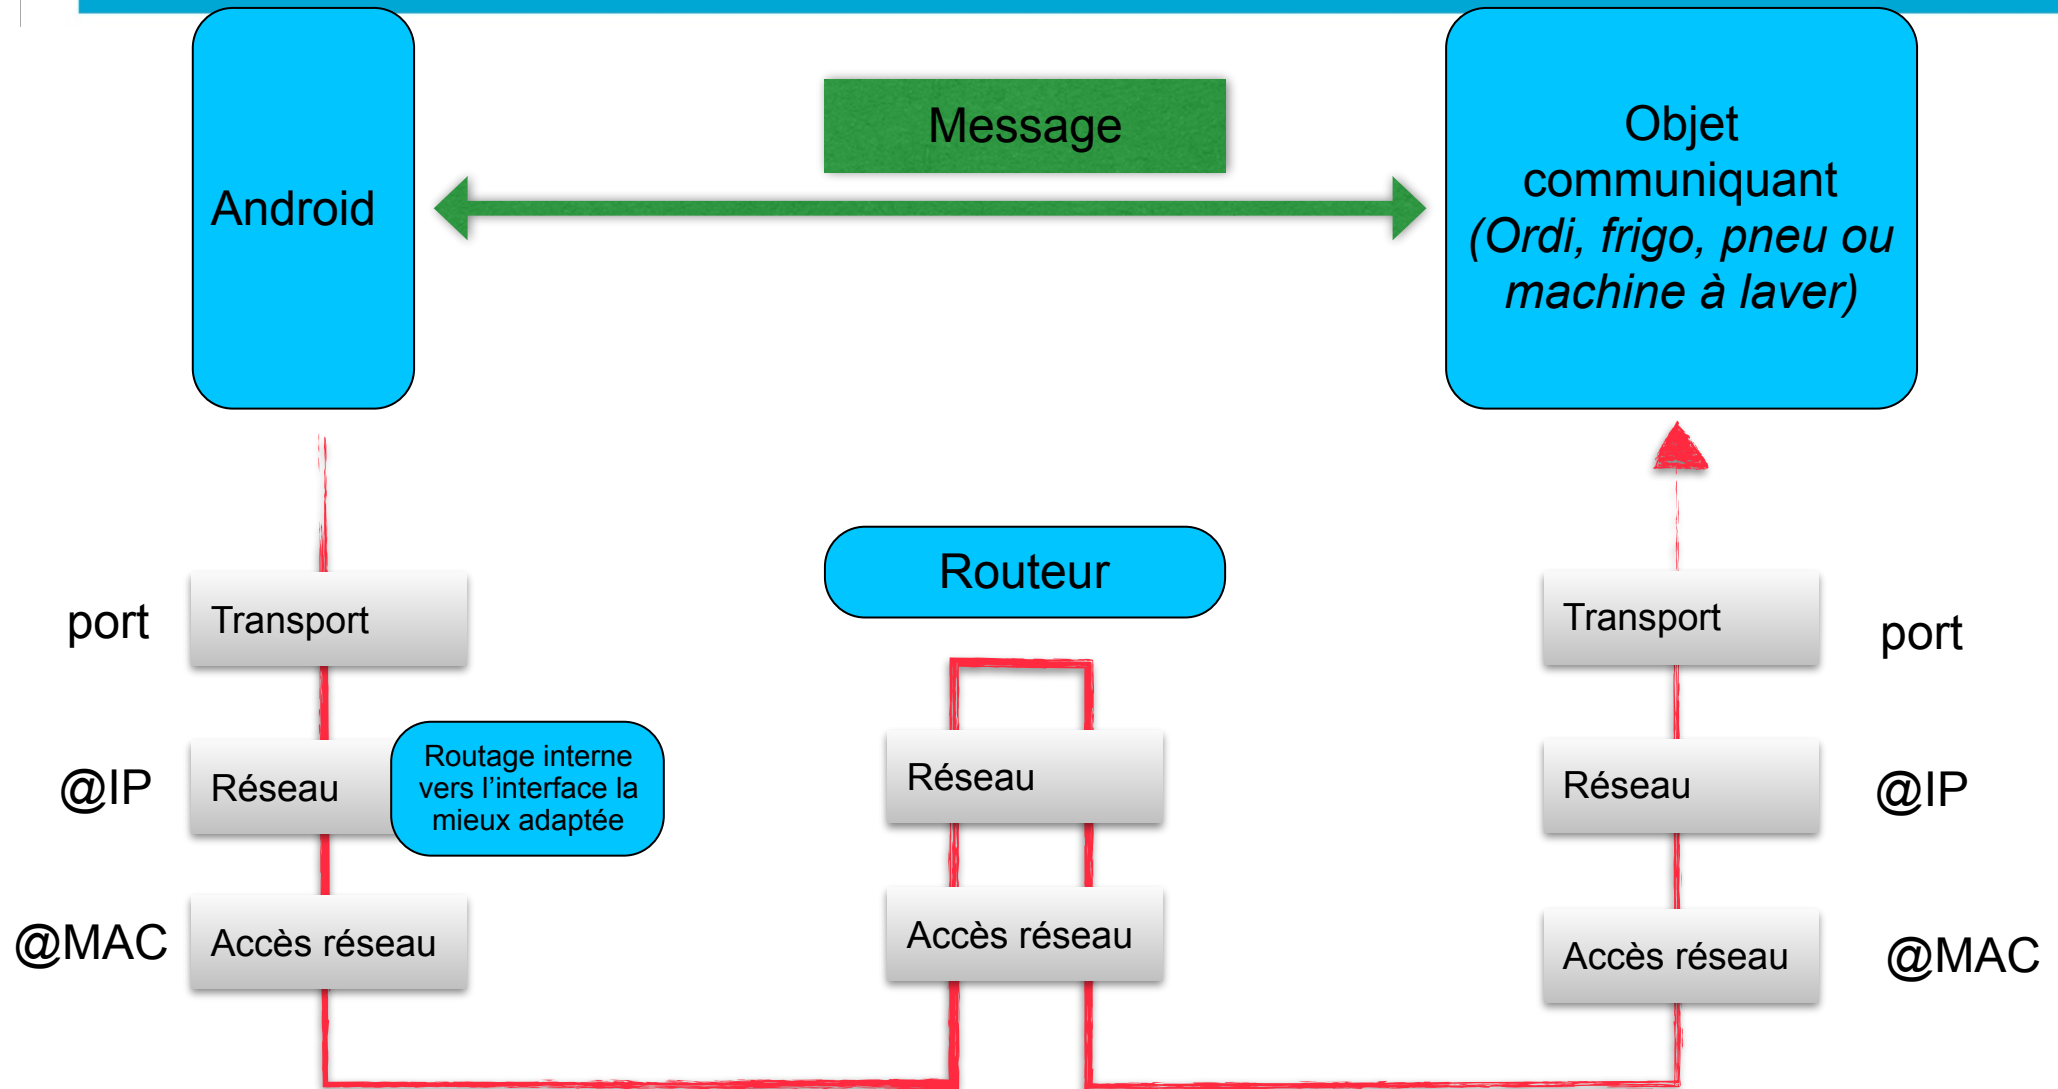 Message
Android
Objet
communiquant
(Ordi, frigo, pneu ou
machine à laver)
Routeur
port
Transport
Transport
port
@IP
Réseau
Routage interne
vers l’interface la
mieux adaptée
Réseau
Réseau
@IP
@MAC
Accès réseau
Accès réseau
Accès réseau
@MAC